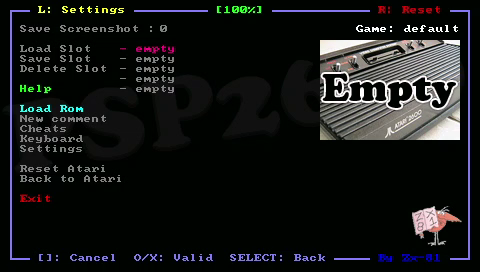 L: Settings [100%] R: Reset
Save Screenshot : 0 Game: default
Load Slot - empty
Save Slot - empty
Delete Slot - empty
- empty
Help - empty
Empty
ATARI 2600
Load Rom
New comment
Cheats
Keyboard
Settings
Reset Atari
Back to Atari
Exit
[]: Cancel O/X: Valid SELECT: Back By Zx-81